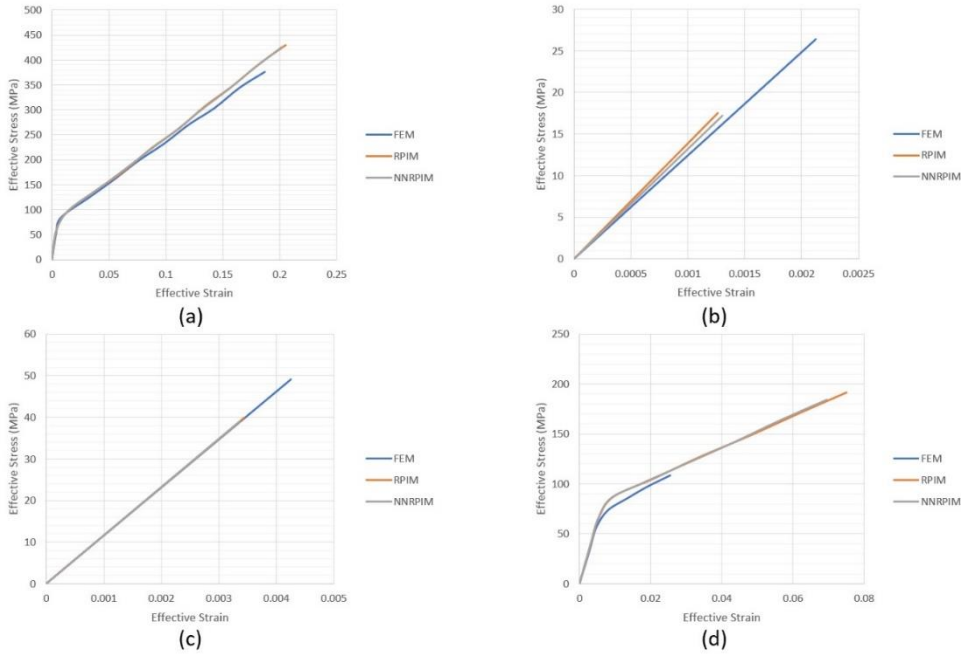 500
450
400
350
300
250
200
150
100
50
0
Effective Stress (MPa)
0 0.05 0.1 0.15 0.2 0.25
Effective Strain
FEM
RPIM
NNRPIM
(a)
30
25
20
15
10
5
0
Effective Stress (MPa)
0 0.0005 0.001 0.0015 0.002 0.0025
Effective Strain
FEM
RPIM
NNRPIM
(b)
60
50
40
30
20
10
0
Effective Stress (MPa)
0 0.001 0.002 0.003 0.004 0.005
Effective Strain
FEM
RPIM
NNRPIM
(c)
250
200
150
100
50
0
Effective Stress (MPa)
0 0.02 0.04 0.06 0.08
Effective Strain
FEM
RPIM
NNRPIM
(d)